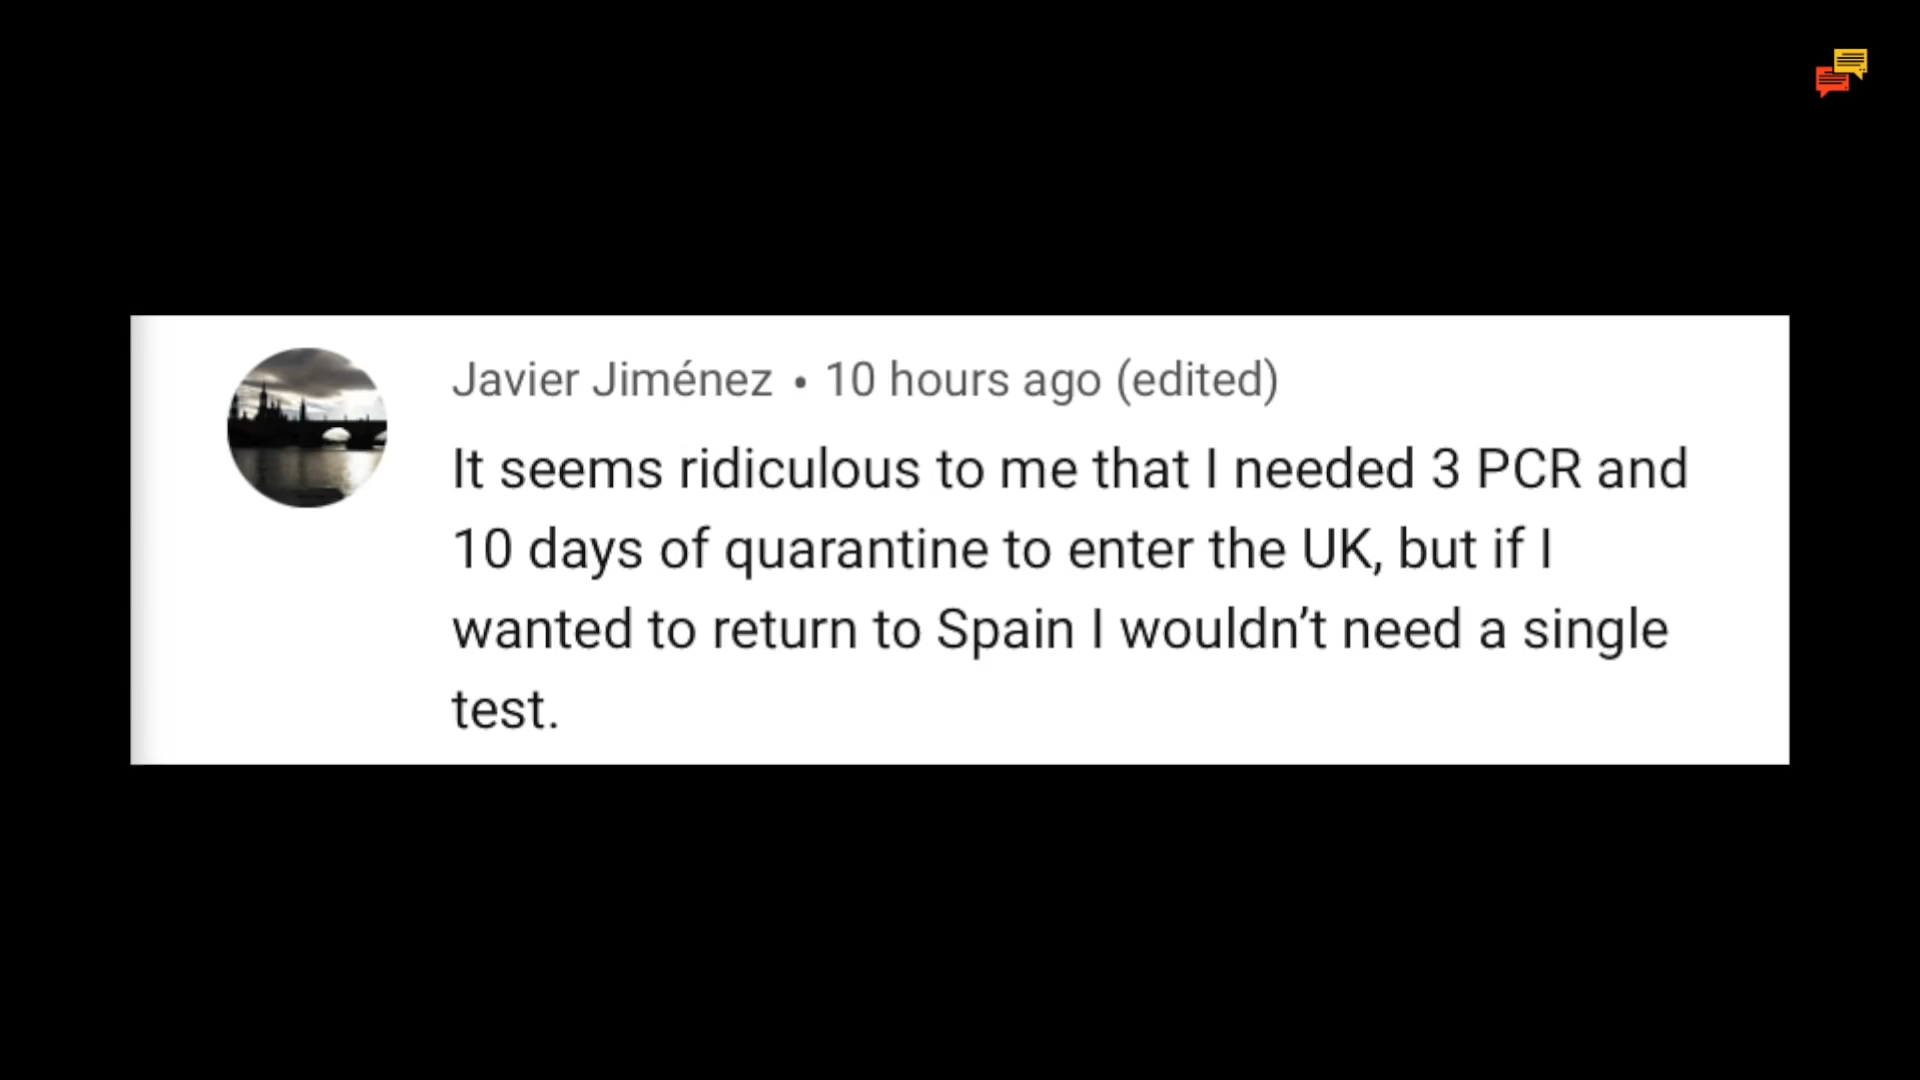 Javier Jiménez • 10 hours ago (edited)
It seems ridiculous to me that I needed 3 PCR and
10 days of quarantine to enter the UK, but if I
wanted to return to Spain I wouldn’t need a single
test.